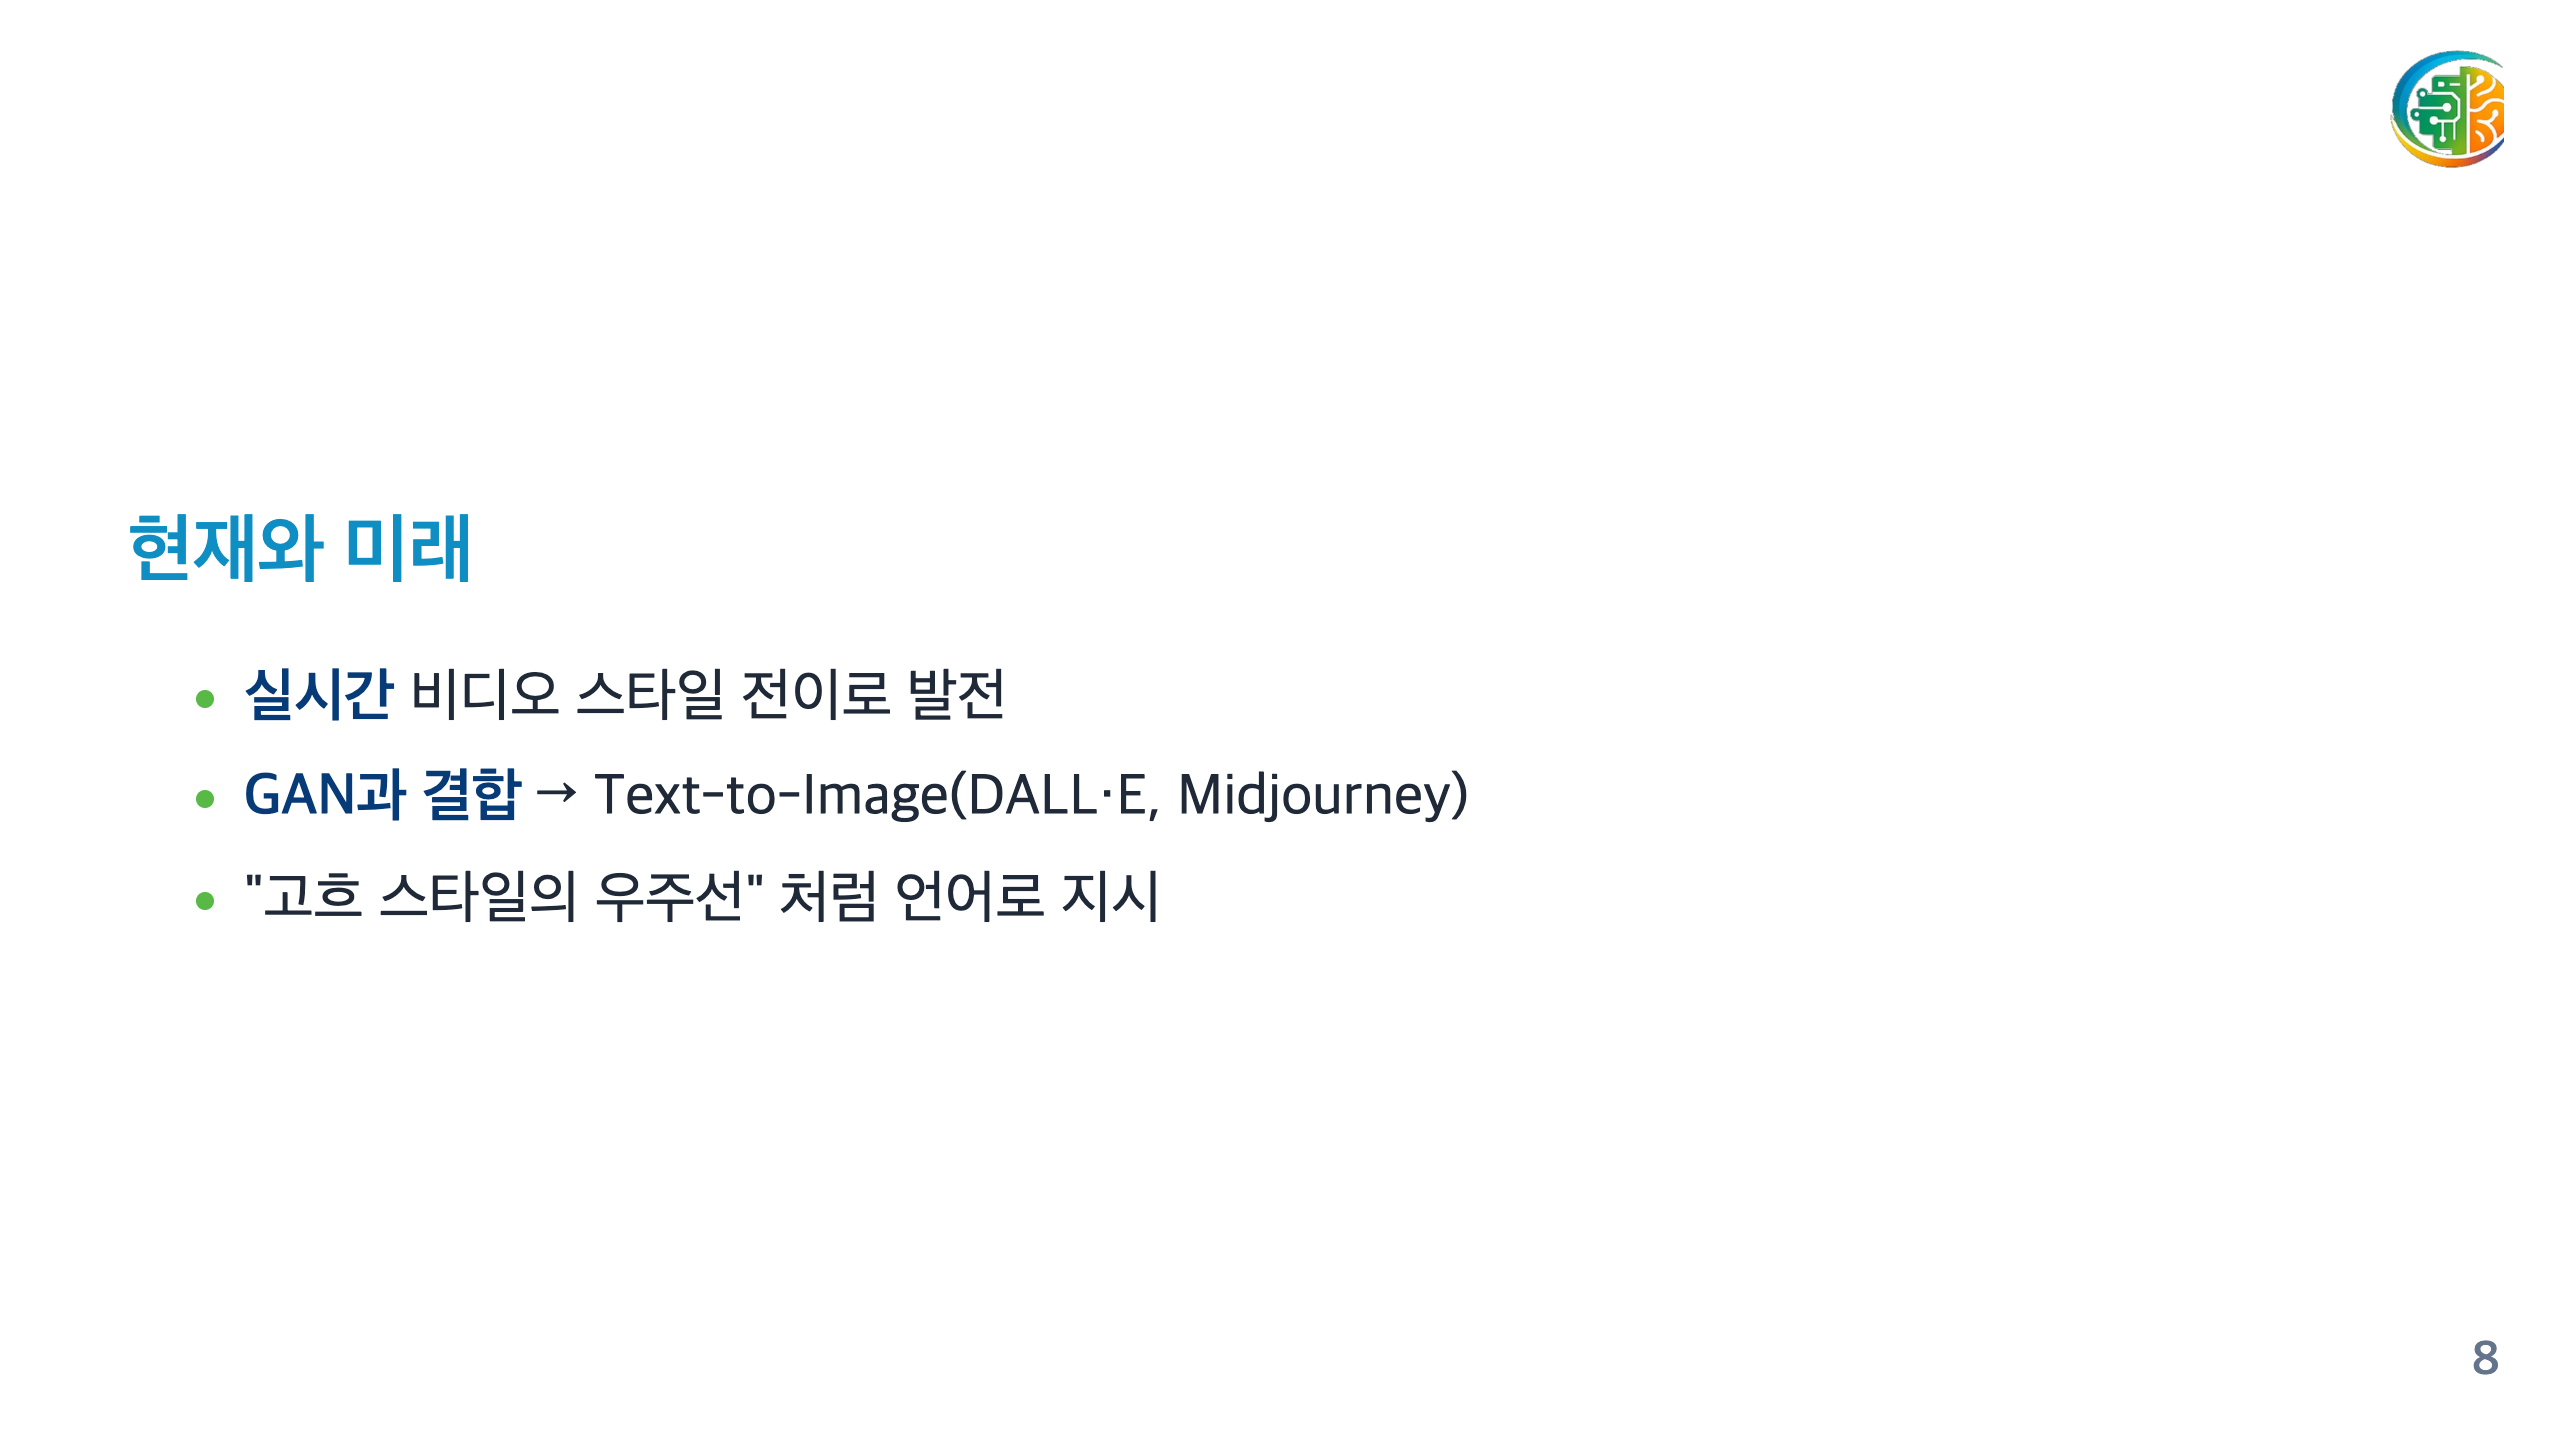 현재와 미래
• 실시간 비디오 스타일 전이로 발전
• GAN과 결합 → Text-to-Image(DALL·E, Midjourney)
• "고흐 스타일의 우주선" 처럼 언어로 지시
8